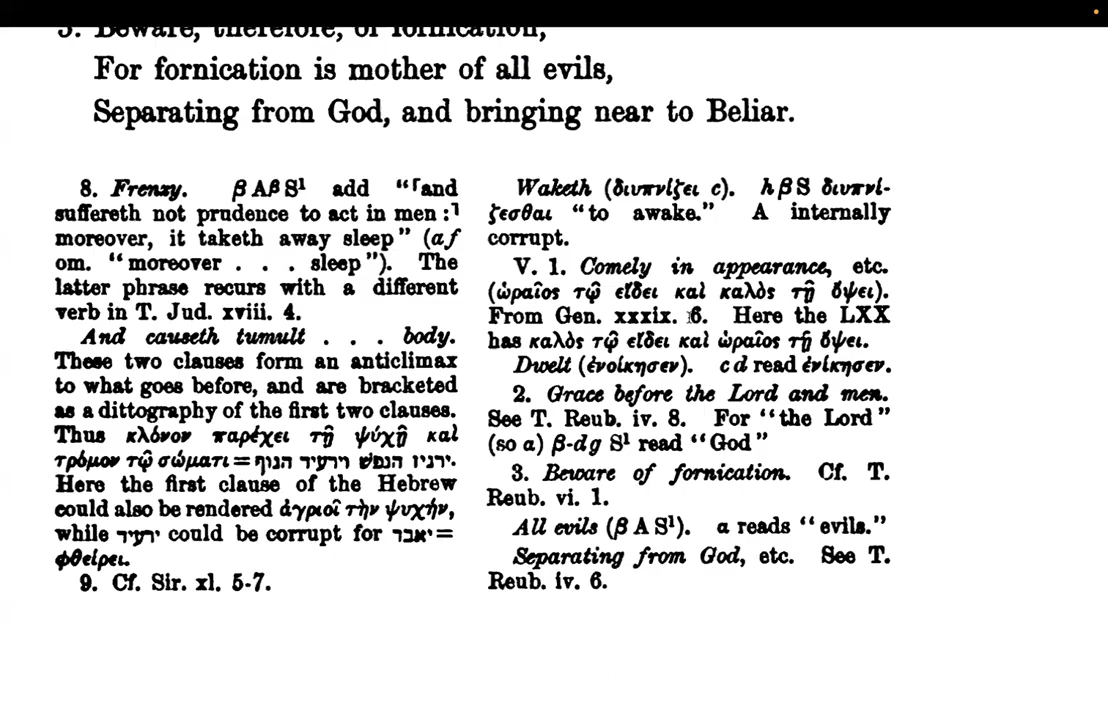 3. Beware, therefore, of fornication,
For fornication is mother of all evils,
Separating from God, and bringing near to Beliar.
8. Frenzy. β A β S¹ add “⌜and
suffereth not prudence to act in men :⌝
moreover, it taketh away sleep” (a f
om. “moreover . . . sleep”). The
latter phrase recurs with a different
verb in T. Jud. xviii. 4.
And causeth tumult . . . body.
These two clauses form an anticlimax
to what goes before, and are bracketed
as a dittography of the first two clauses.
Thus κλόνον παρέχει τῇ ψύχῇ καὶ
τρόμον τῷ σώματι = ירניז הנפש וירעיד הגוף.
Here the first clause of the Hebrew
could also be rendered ἀγριοῖ τὴν ψυχήν,
while ירעיד could be corrupt for יאבד =
φθείρει.
9. Cf. Sir. xl. 5-7.
Waketh (διυπνίζει c). h β S διυπνί-
ζεσθαι “to awake.” A internally
corrupt.
V. 1. Comely in appearance, etc.
(ὡραῖος τῷ εἴδει καὶ καλὸς τῇ ὄψει).
From Gen. xxxix. 6. Here the LXX
has καλὸς τῷ εἴδει καὶ ὡραῖος τῇ ὄψει.
Dwelt (ἐνοίκησεν). c d read ἐνίκησεν.
2. Grace before the Lord and men.
See T. Reub. iv. 8. For “the Lord”
(so a) β-dg S¹ read “God”
3. Beware of fornication. Cf. T.
Reub. vi. 1.
All evils (β A S¹). a reads “evils.”
Separating from God, etc. See T.
Reub. iv. 6.